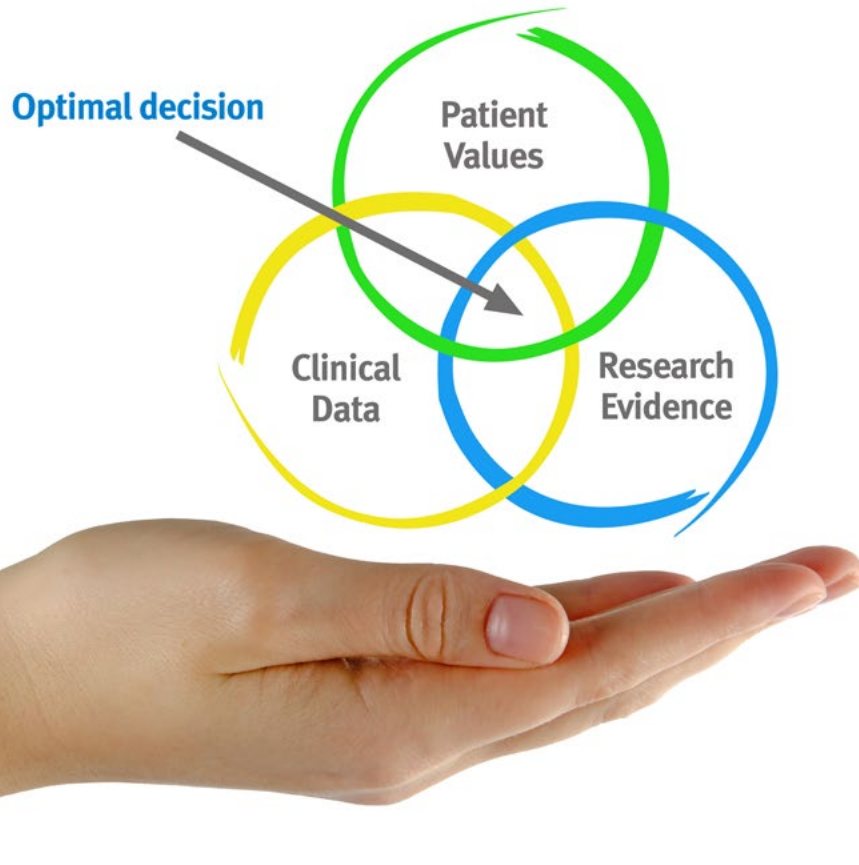 Optimal decision
Patient
Values
Clinical
Data
Research
Evidence